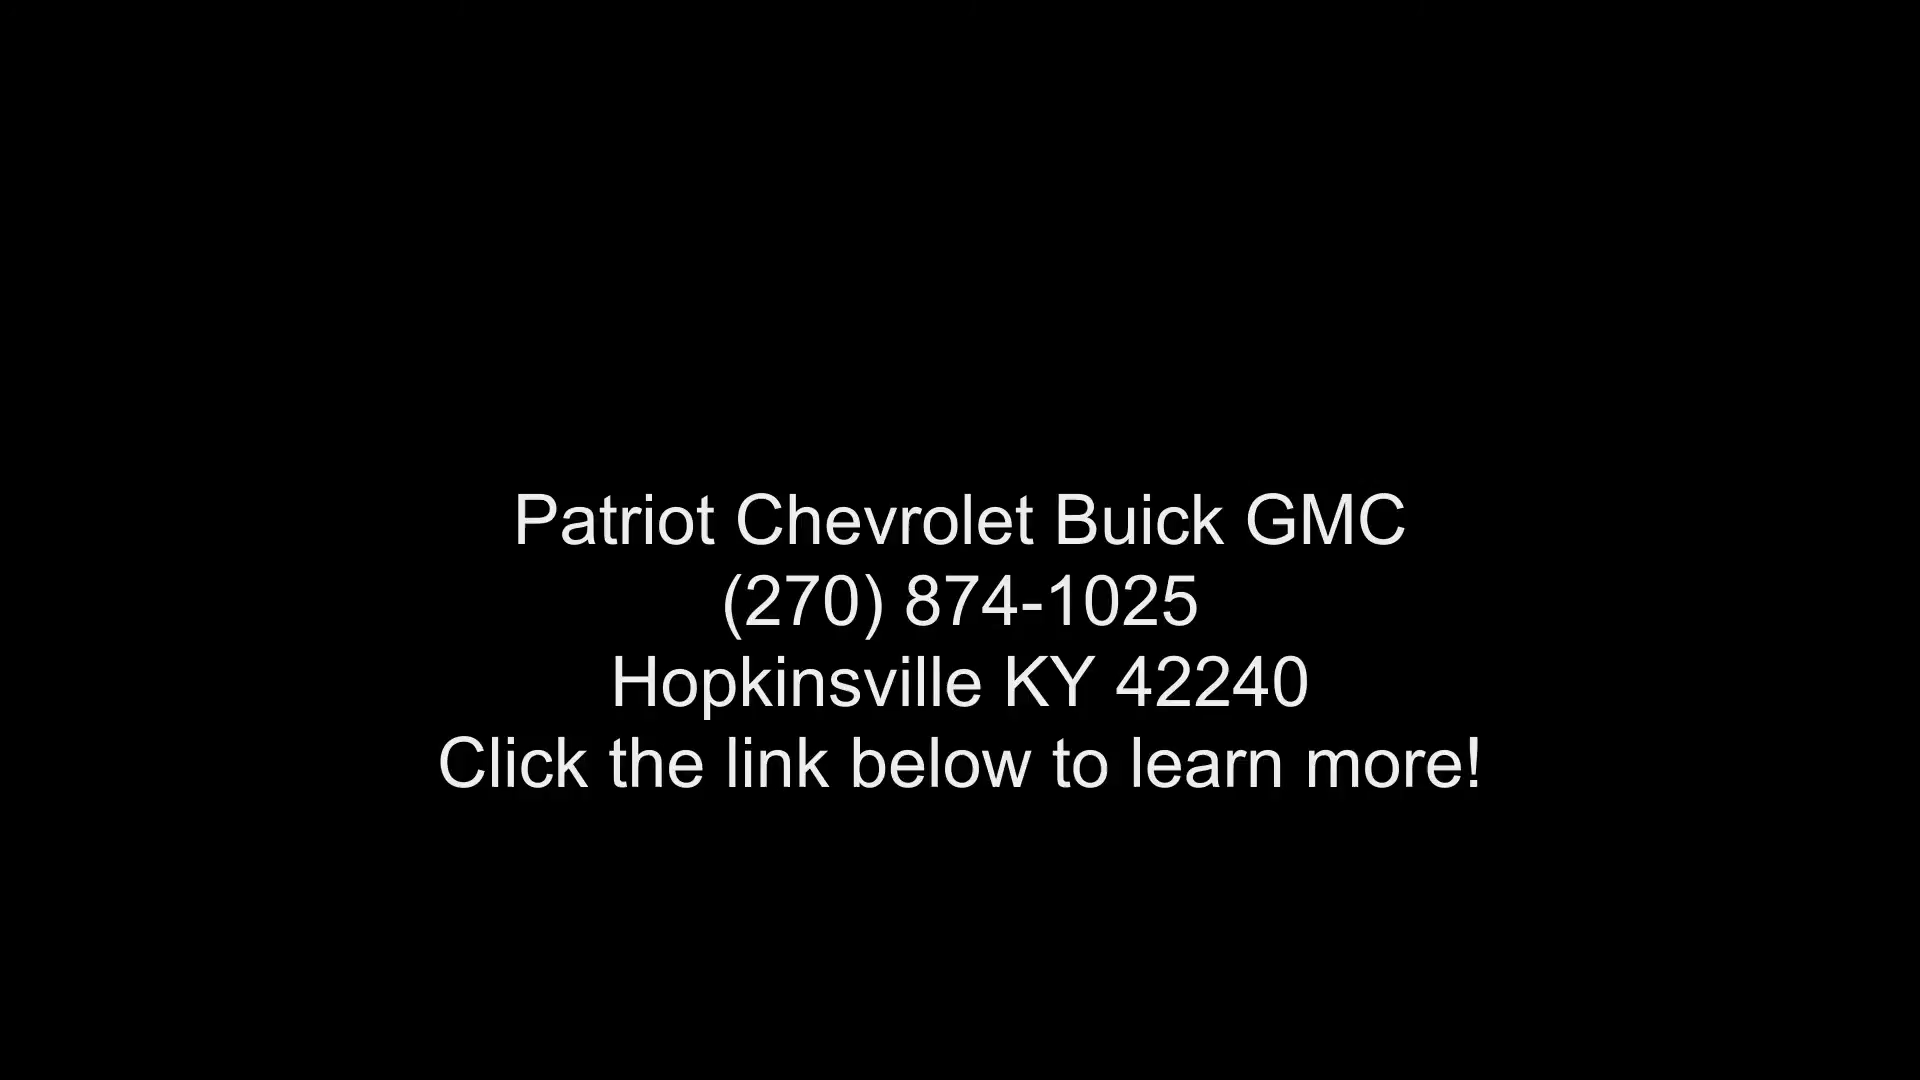 Patriot Chevrolet Buick GMC
(270) 874-1025
Hopkinsville KY 42240
Click the link below to learn more!